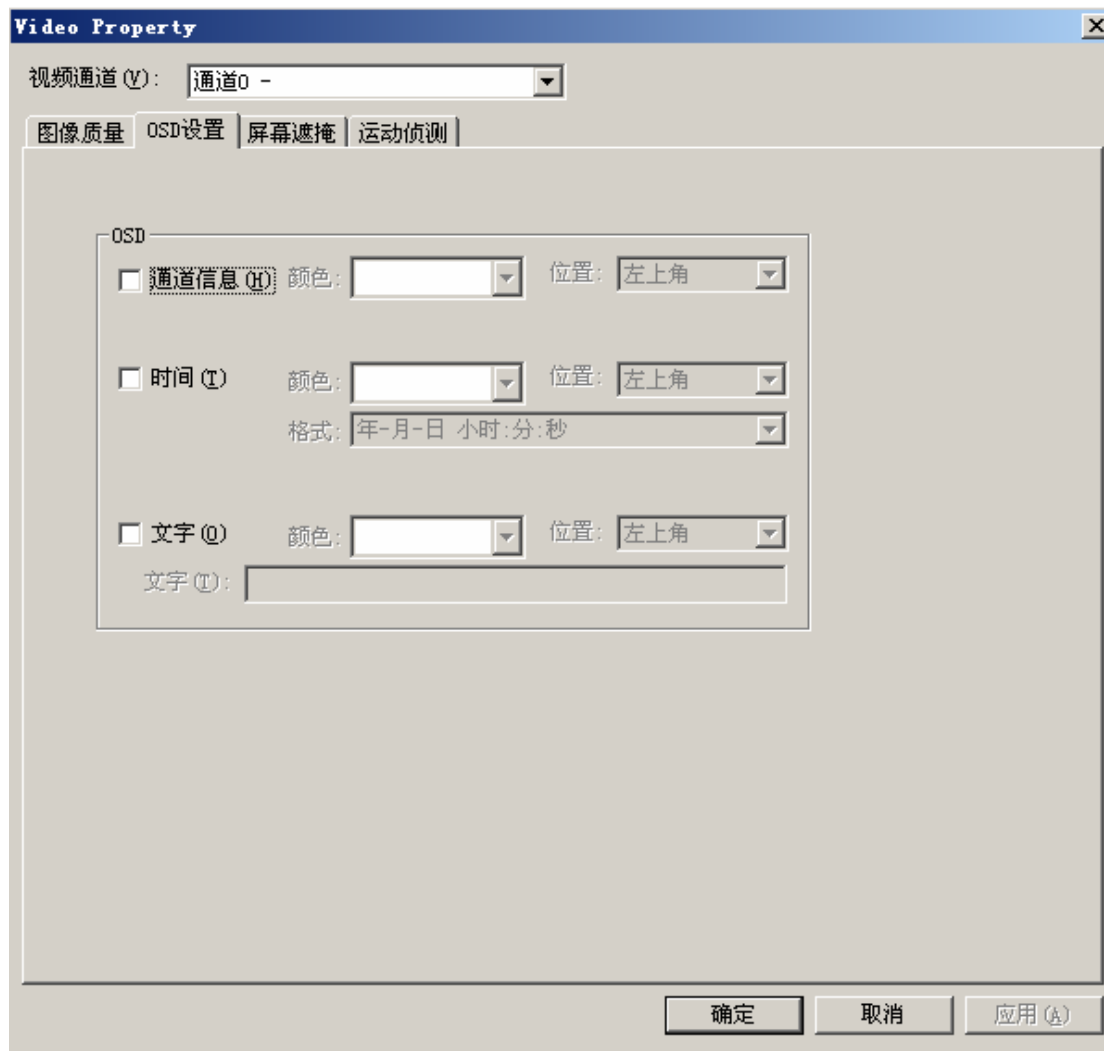 Video Property
视频通道(V): 通道0 -
图像质量 OSD设置 屏幕遮掩 运动侦测
OSD
通道信息(H) 颜色: 位置: 左上角
时间(T) 颜色: 位置: 左上角
格式: 年-月-日 小时:分:秒
文字(O) 颜色: 位置: 左上角
文字(T):
确定 取消 应用(A)